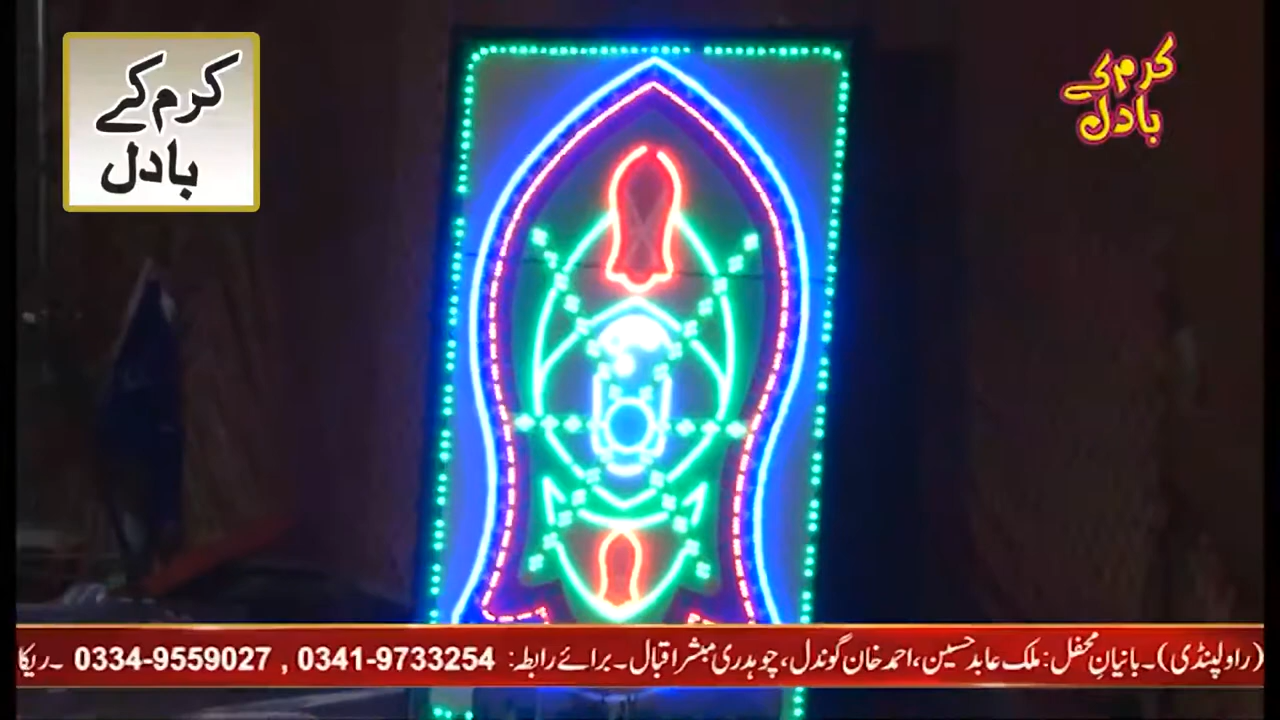 کرم کے
بادل
کرم کے
بادل
(راولپنڈی)۔ بانیانِ محفل: ملک عابد حسین، احمد خان گوندل، چوہدری مبشر اقبال۔ برائے رابطہ: 0341-9733254 , 0334-9559027 ۔ریکا